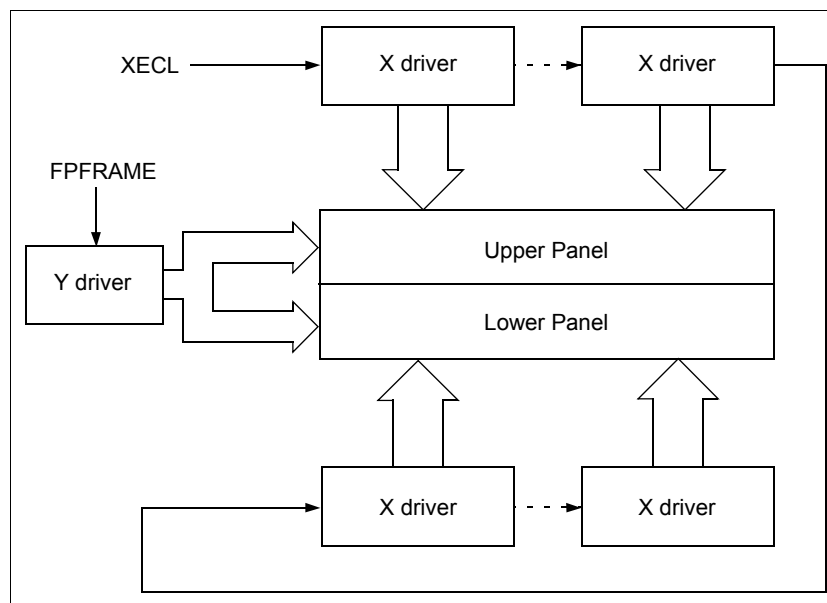 XECL
X driver
X driver
FPFRAME
Y driver
Upper Panel
Lower Panel
X driver
X driver